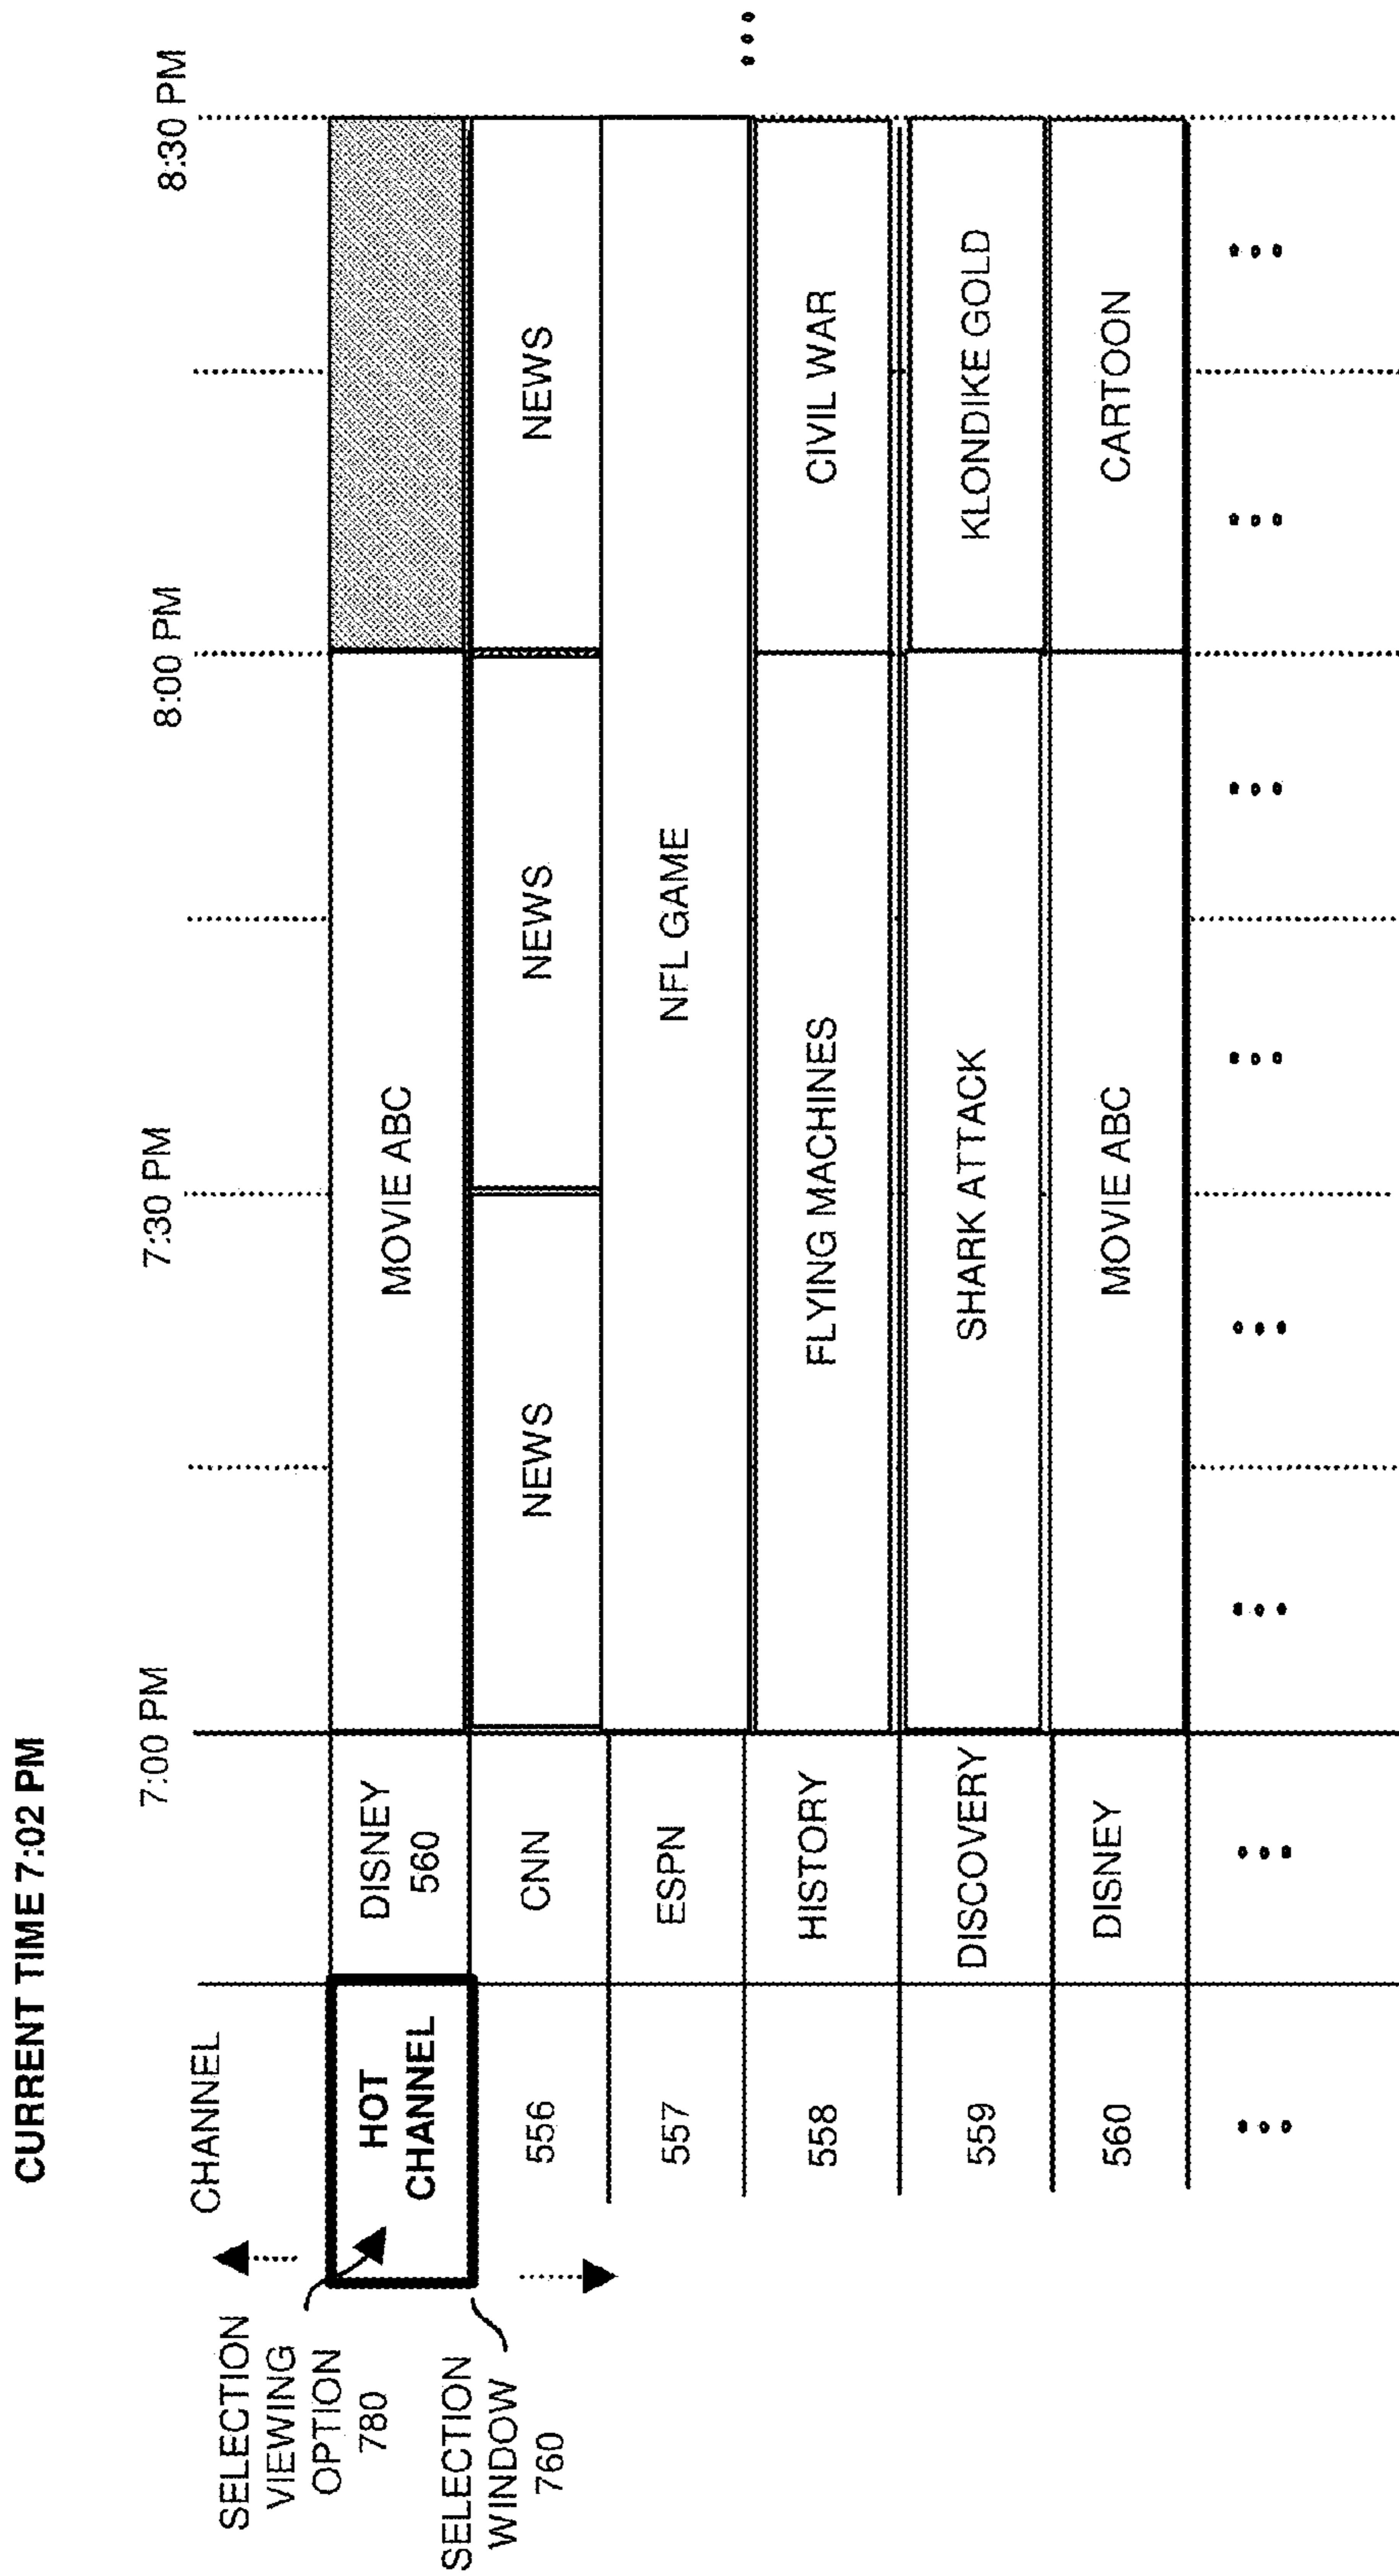 CURRENT TIME 7:02 PM
7:00 PM
7:30 PM
8:00 PM
8:30 PM
CHANNEL
SELECTION
VIEWING
OPTION
780
HOT
CHANNEL
DISNEY
560
MOVIE ABC
SELECTION
WINDOW
760
556
CNN
NEWS
NEWS
NEWS
557
ESPN
NFL GAME
558
HISTORY
FLYING MACHINES
CIVIL WAR
559
DISCOVERY
SHARK ATTACK
KLONDIKE GOLD
560
DISNEY
MOVIE ABC
CARTOON